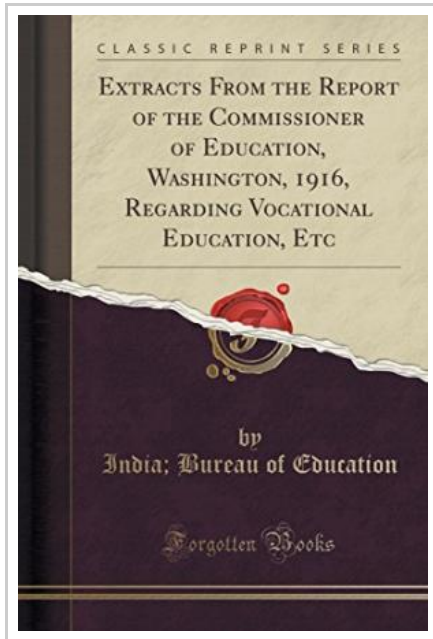 CLASSIC REPRINT SERIES
EXTRACTS FROM THE REPORT
OF THE COMMISSIONER
OF EDUCATION,
WASHINGTON, 1916,
REGARDING VOCATIONAL
EDUCATION, ETC
by
India; Bureau of Education
Forgotten Books